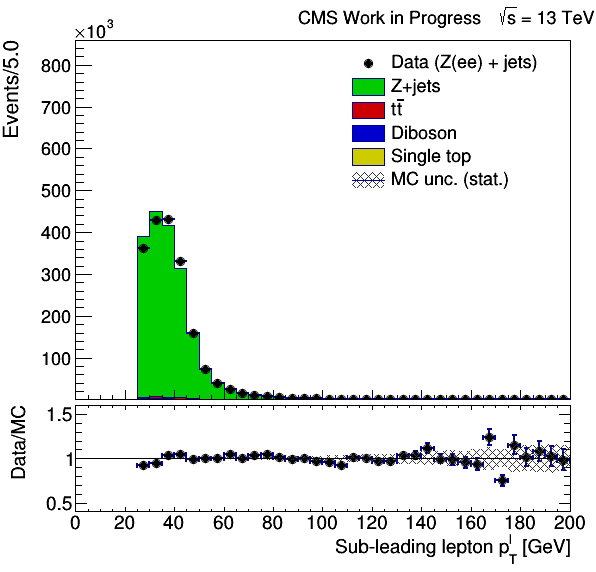 CMS Work in Progress √s = 13 TeV
×10³
Events/5.0
800
700
600
500
400
300
200
100
Data (Z(ee) + jets)
Z+jets
tt̄
Diboson
Single top
MC unc. (stat.)
Data/MC
1.5
1
0.5
0 20 40 60 80 100 120 140 160 180 200
Sub-leading lepton p_T^l [GeV]